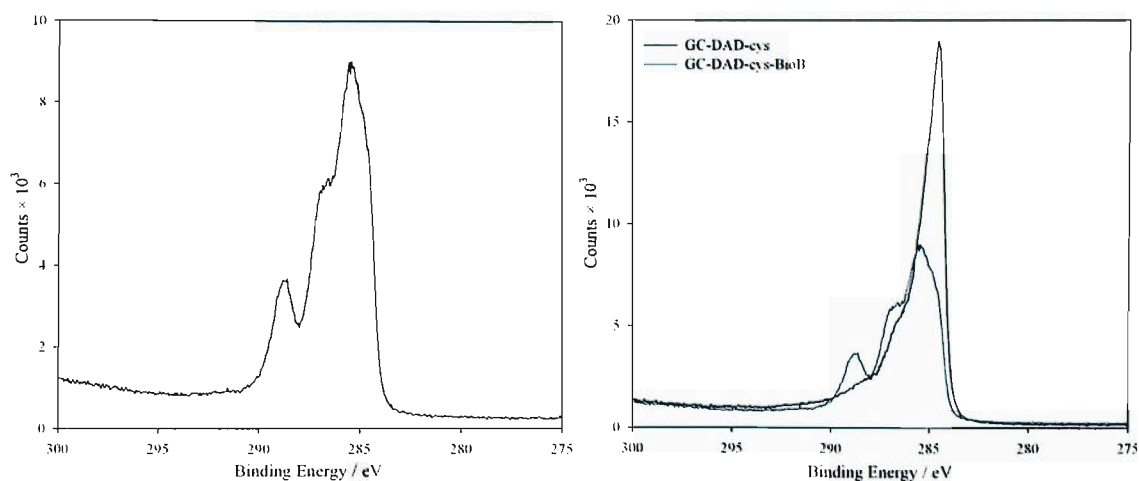 10
8
6
4
2
0
Counts × 10³
300 295 290 285 280 275
Binding Energy / eV
20
15
10
5
0
Counts × 10³
GC-DAD-cys
GC-DAD-cys-BioB
300 295 290 285 280 275
Binding Energy / eV